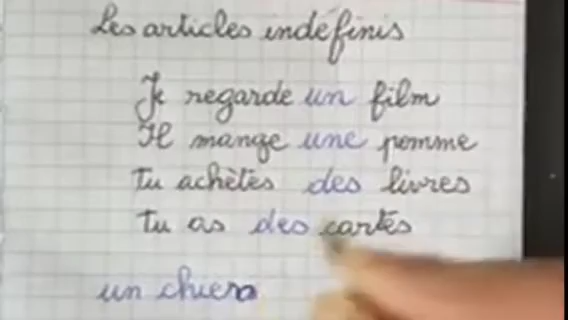 Les articles indéfinis
Je regarde un film
Il mange une pomme
Tu achètes des livres
Tu as des cartes
un chien